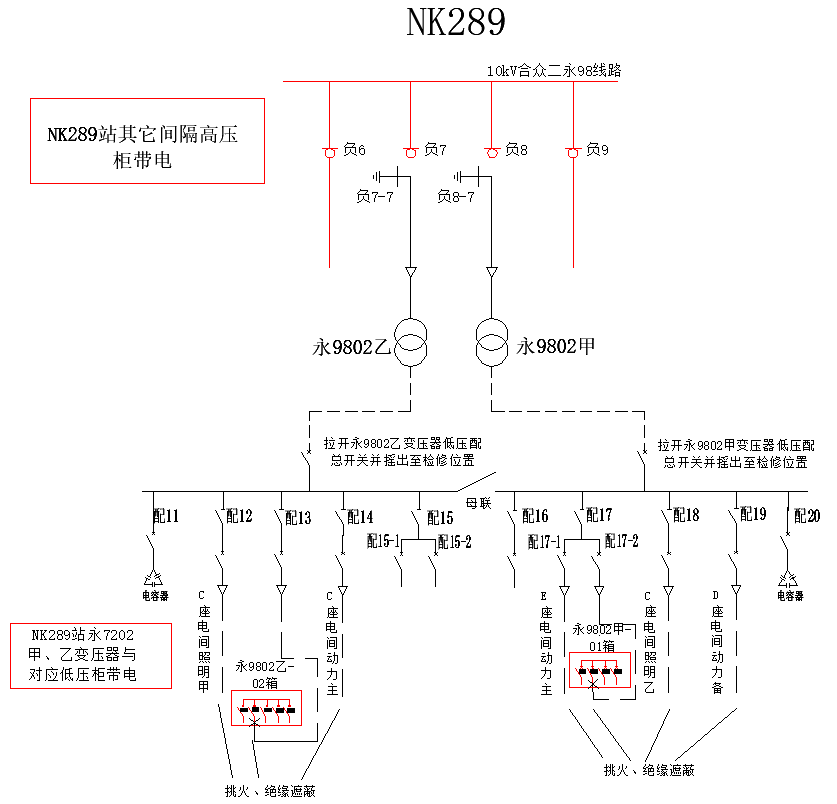 NK289
10kV合众二永98线路
NK289站其它间隔高压
柜带电
负6
负7
负8
负9
负7-7
负8-7
永9802乙
永9802甲
拉开永9802乙变压器低压配
总开关并摇出至检修位置
拉开永9802甲变压器低压配
总开关并摇出至检修位置
母联
配11
配12
配13
配14
配15
配16
配17
配18
配19
配20
配15-1
配15-2
配17-1
配17-2
电容器
电容器
C座电间照明甲
C座电间动力主
E座电间动力主
C座电间照明乙
D座电间动力备
NK289站永7202
甲、乙变压器与
对应低压柜带电
永9802乙-
02箱
永9802甲-
01箱
挑火、绝缘遮蔽
挑火、绝缘遮蔽